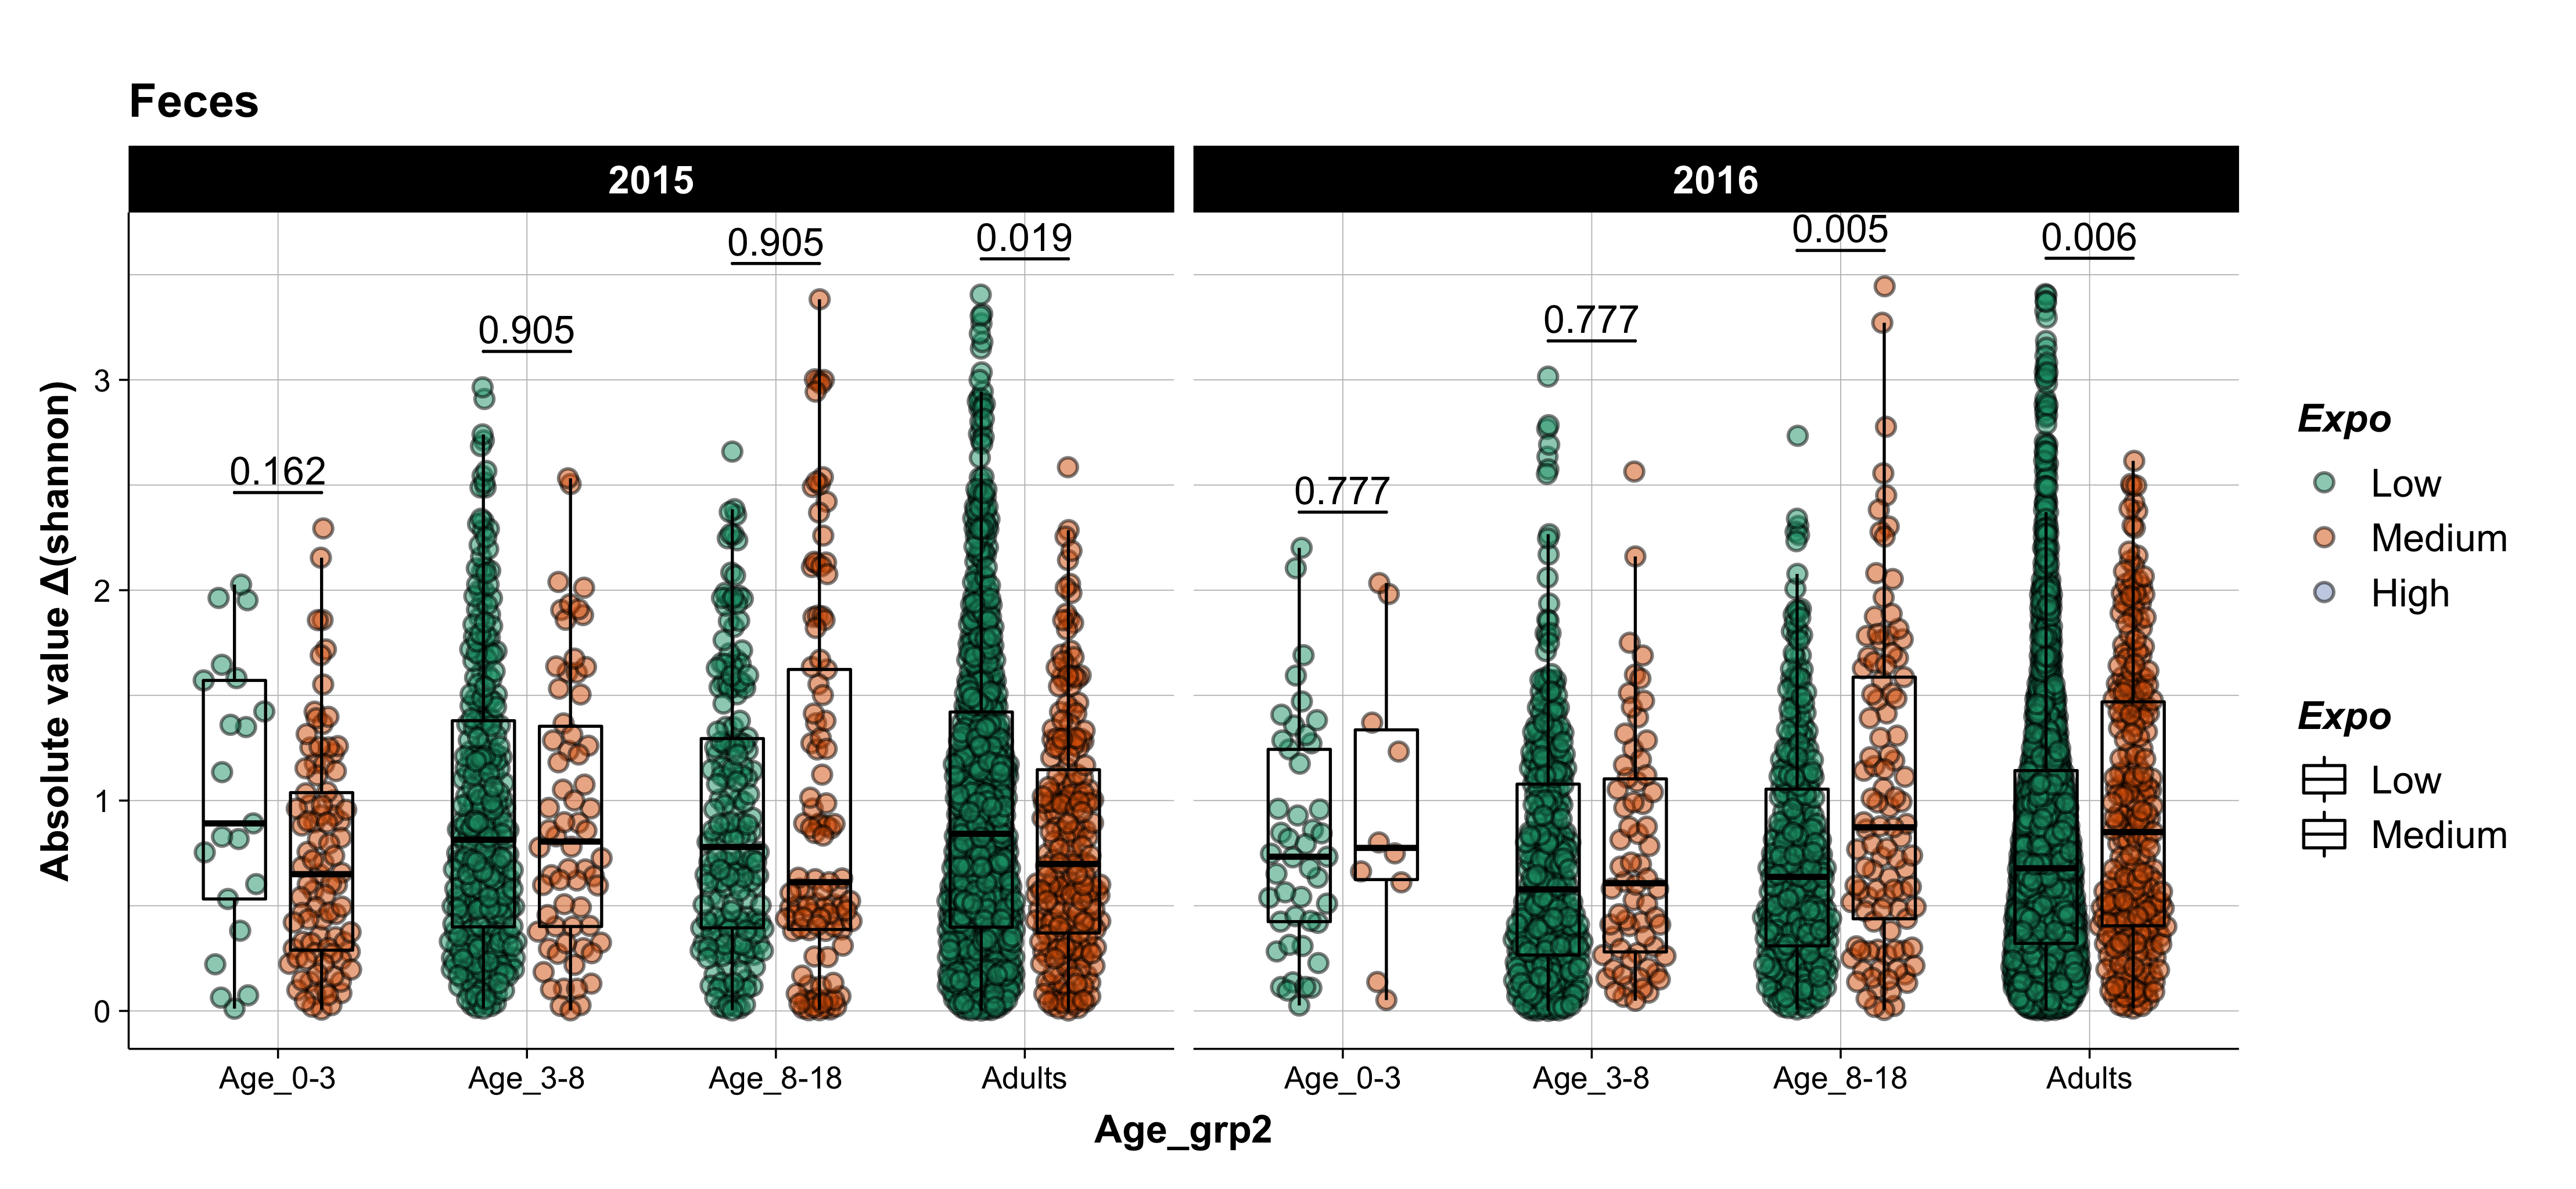 Feces
2015
2016
0.162
0.905
0.905
0.019
0.777
0.777
0.005
0.006
Absolute value Δ(shannon)
3
2
1
0
Age_0-3
Age_3-8
Age_8-18
Adults
Age_0-3
Age_3-8
Age_8-18
Adults
Age_grp2
Expo
Low
Medium
High
Expo
Low
Medium